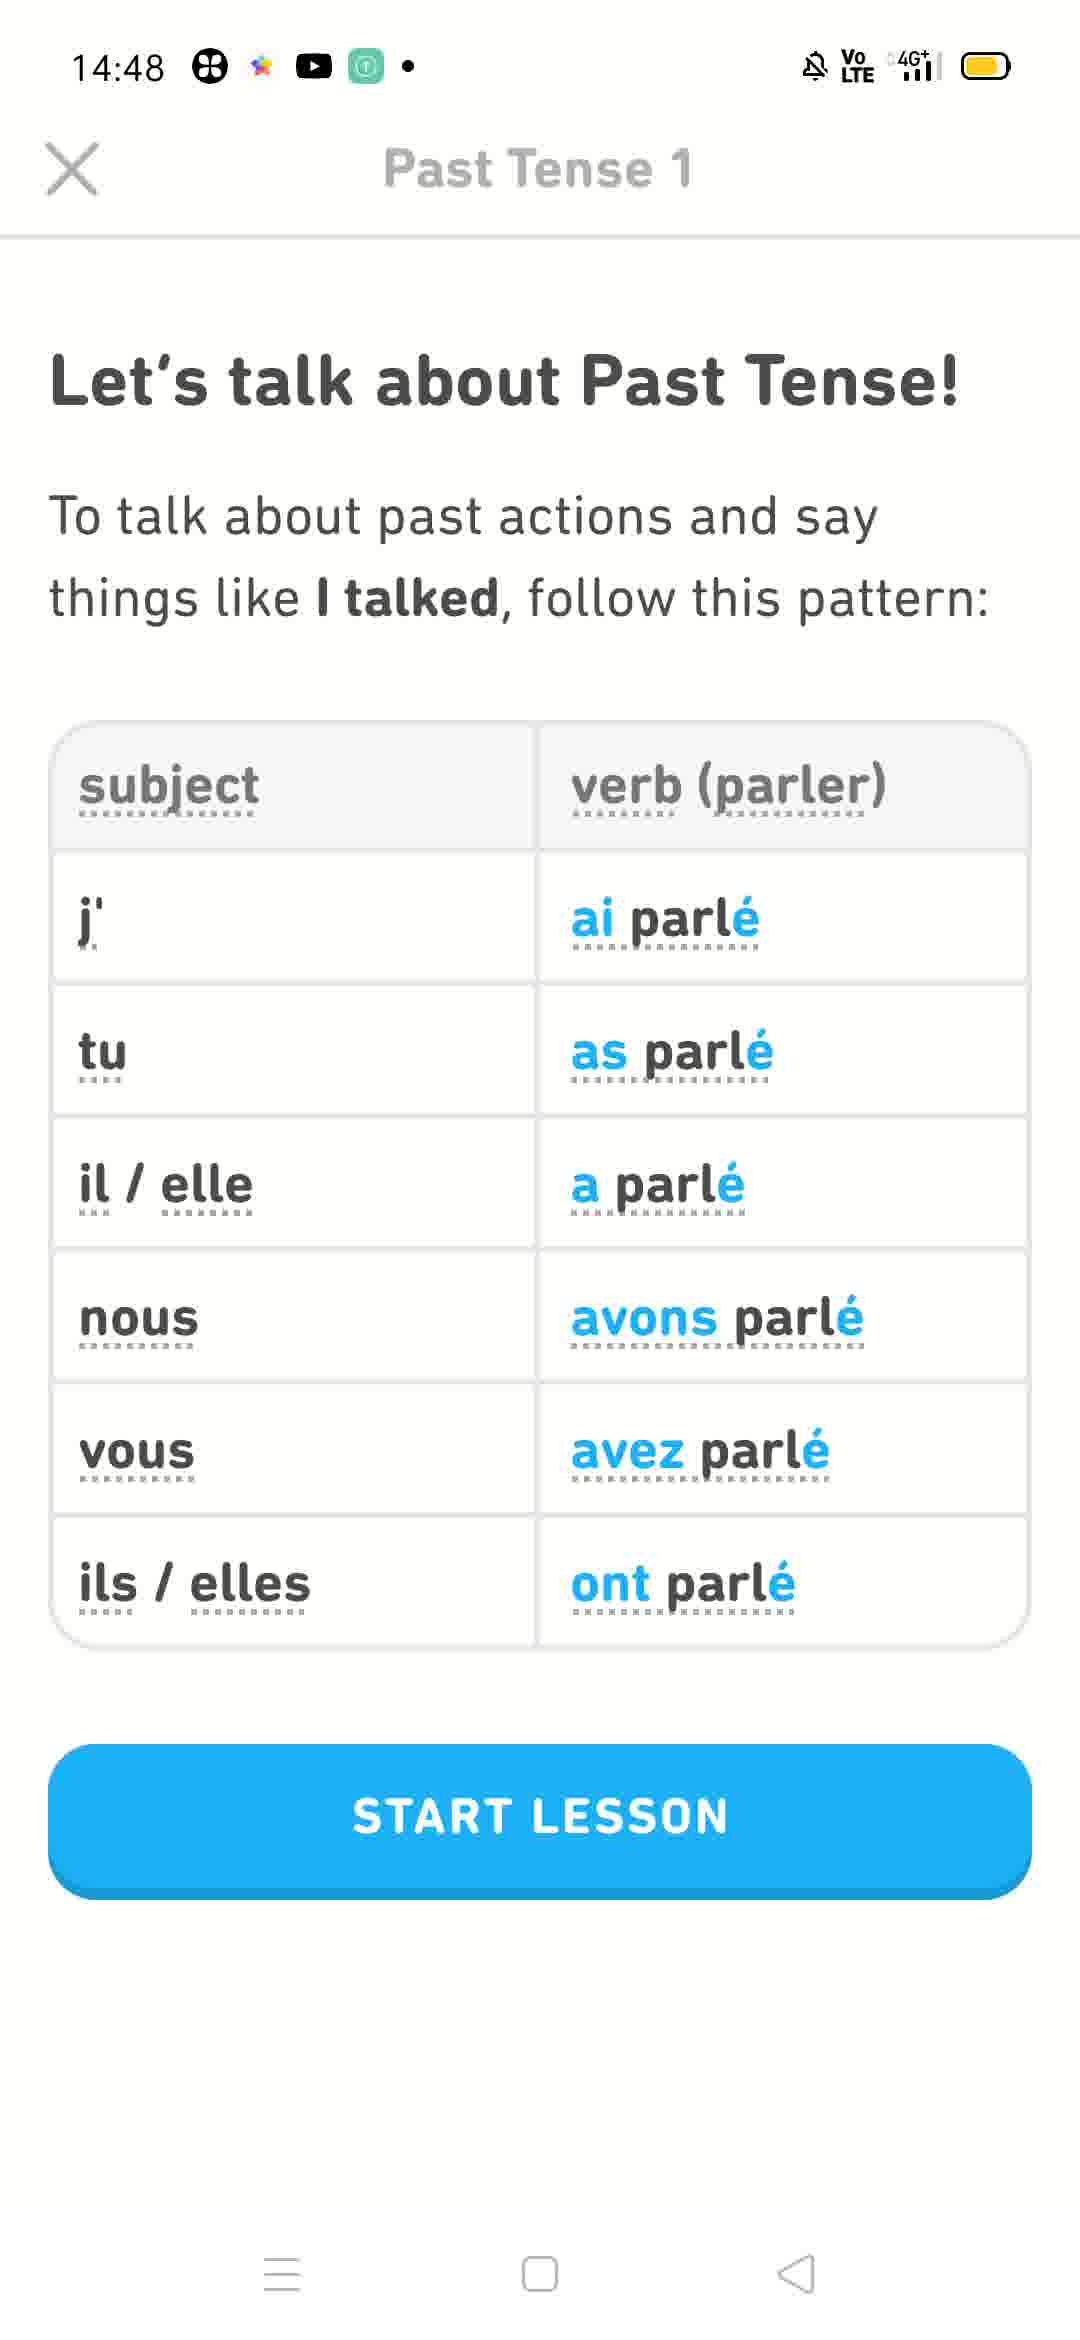 14:48
Vo LTE 4G+
Past Tense 1
Let's talk about Past Tense!
To talk about past actions and say
things like I talked, follow this pattern:
subject verb (parler)
j' ai parlé
tu as parlé
il / elle a parlé
nous avons parlé
vous avez parlé
ils / elles ont parlé
START LESSON